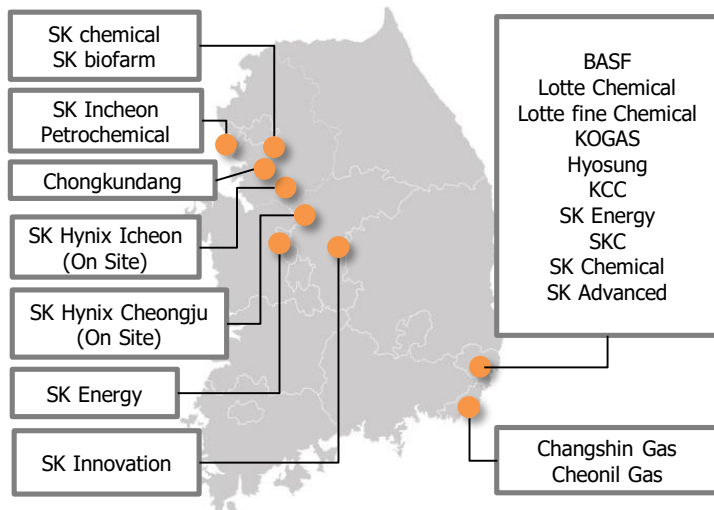 SK chemical
SK biofarm
SK Incheon
Petrochemical
Chongkundang
SK Hynix Icheon
(On Site)
SK Hynix Cheongju
(On Site)
SK Energy
SK Innovation
BASF
Lotte Chemical
Lotte fine Chemical
KOGAS
Hyosung
KCC
SK Energy
SKC
SK Chemical
SK Advanced
Changshin Gas
Cheonil Gas